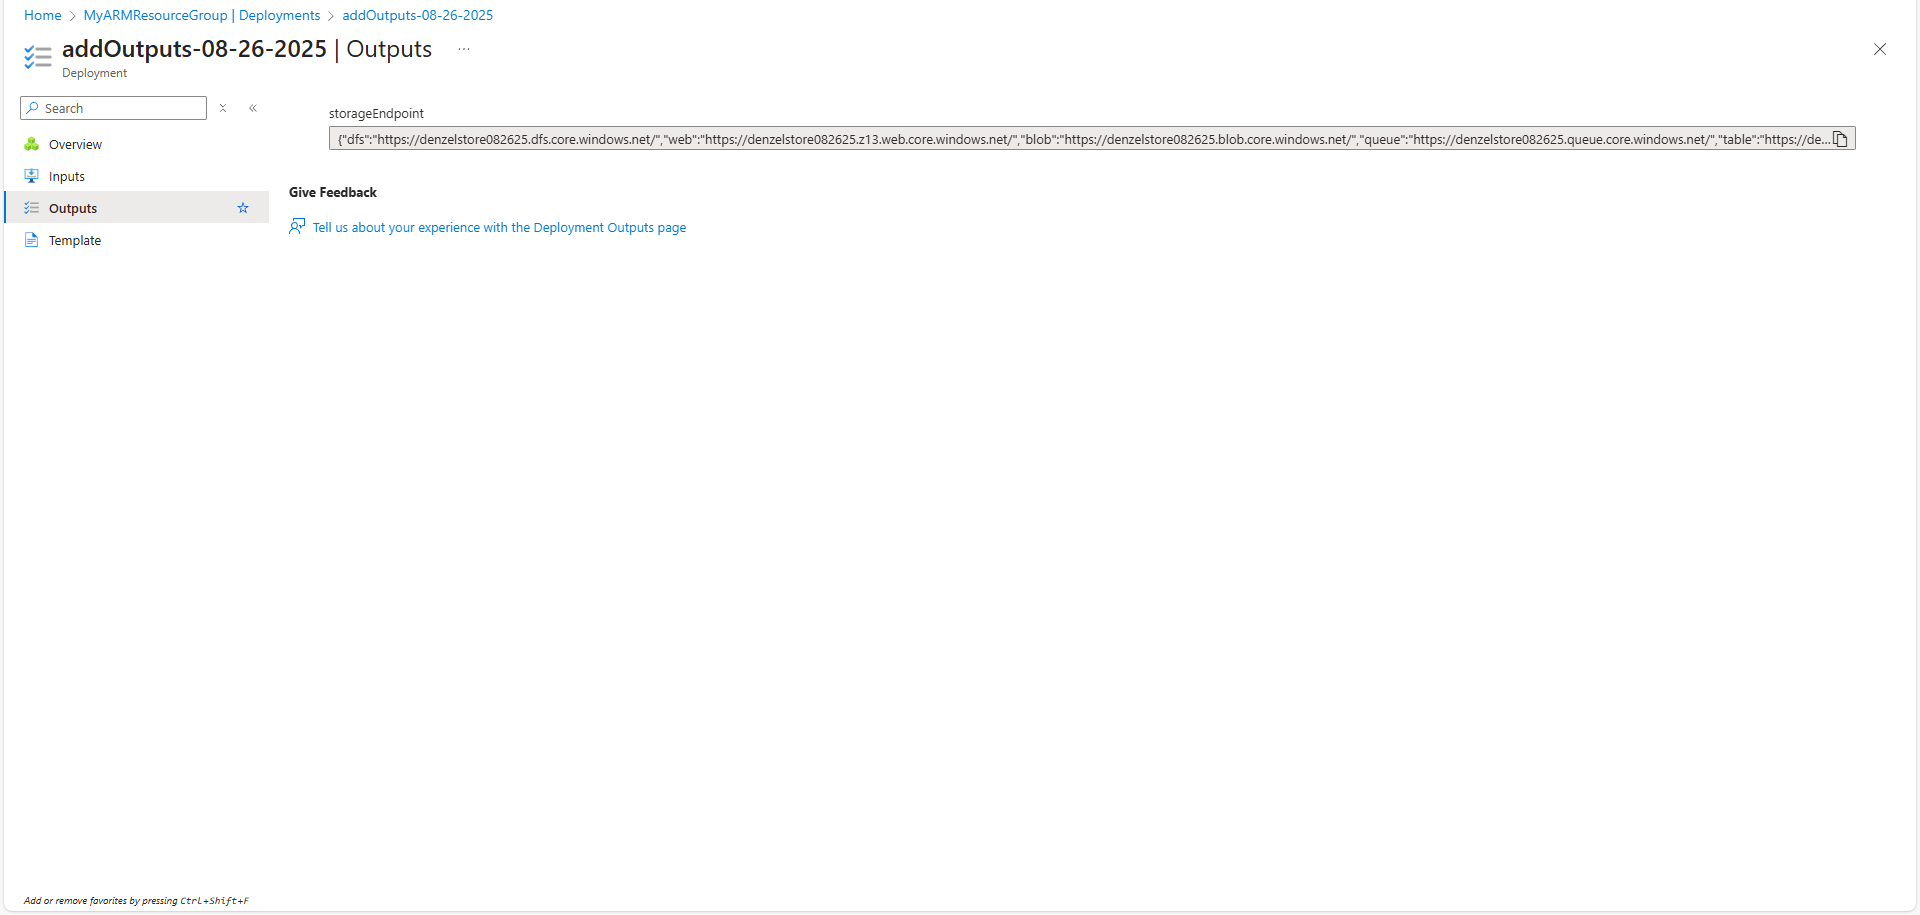 Home > MyARMResourceGroup | Deployments > addOutputs-08-26-2025
addOutputs-08-26-2025 | Outputs ...
Deployment
Search
Overview
Inputs
Outputs
Template
storageEndpoint
{"dfs":"https://denzelstore082625.dfs.core.windows.net/","web":"https://denzelstore082625.z13.web.core.windows.net/","blob":"https://denzelstore082625.blob.core.windows.net/","queue":"https://denzelstore082625.queue.core.windows.net/","table":"https://de...
Give Feedback
Tell us about your experience with the Deployment Outputs page
Add or remove favorites by pressing Ctrl+Shift+F